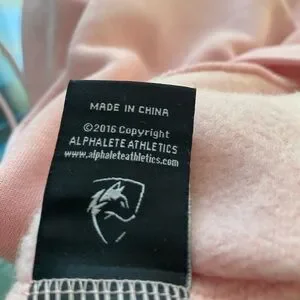 MADE IN CHINA
©2016 Copyright
ALPHALETE ATHLETICS
www.alphaleteathletics.com